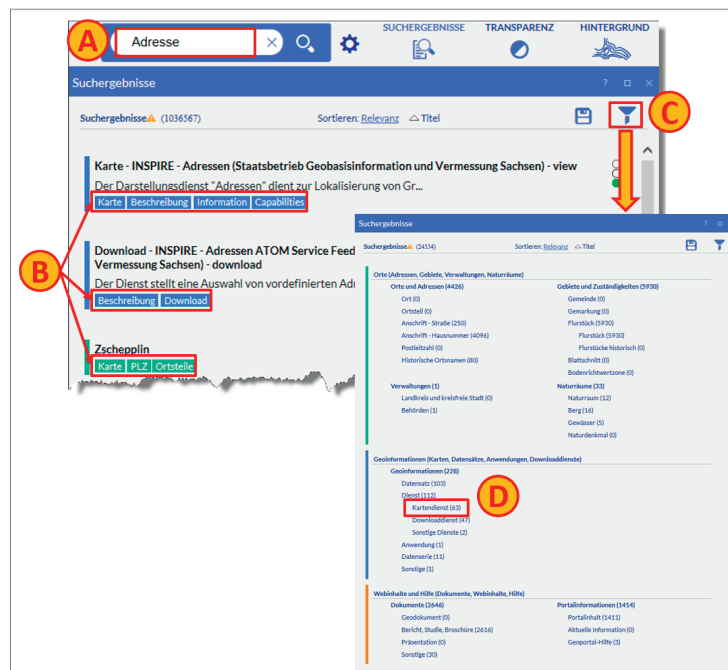 SUCHERGEBNISSE TRANSPARENZ HINTERGRUND
A Adresse
Suchergebnisse
Suchergebnisse (1036567) Sortieren: Relevanz Titel
C
Karte - INSPIRE - Adressen (Staatsbetrieb Geobasisinformation und Vermessung Sachsen) - view
Der Darstellungsdienst "Adressen" dient zur Lokalisierung von Gr...
Karte Beschreibung Information Capabilities
B
Download - INSPIRE - Adressen ATOM Service Feed
Vermessung Sachsen) - download
Der Dienst stellt eine Auswahl von vordefinierten Adr
Beschreibung Download
Zschepplin
Karte PLZ Ortsteile
Suchergebnisse
Suchergebnisse (24534) Sortieren: Relevanz Titel
Orte (Adressen, Gebiete, Verwaltungen, Naturräume)
Orte und Adressen (4426)
Ort (0)
Ortsteil (0)
Anschrift - Straße (250)
Anschrift - Hausnummer (4096)
Postleitzahl (0)
Historische Ortsnamen (80)
Gebiete und Zuständigkeiten (5930)
Gemeinde (0)
Gemarkung (0)
Flurstück (5930)
Flurstück (5930)
Flurstücke historisch (0)
Blattschnitt (0)
Bodenrichtwertzone (0)
Verwaltungen (1)
Landkreis und kreisfreie Stadt (0)
Behörden (1)
Naturräume (33)
Naturraum (12)
Berg (16)
Gewässer (5)
Naturdenkmal (0)
Geoinformationen (Karten, Datensätze, Anwendungen, Downloaddienste)
Geoinformationen (228)
Datensatz (103)
Dienst (112)
Kartendienst (63)
D
Downloaddienst (47)
Sonstige Dienste (2)
Anwendung (1)
Datenserie (11)
Sonstige (1)
Webinhalte und Hilfe (Dokumente, Webinhalte, Hilfe)
Dokumente (2646)
Geodokument (0)
Bericht, Studie, Broschüre (2616)
Präsentation (0)
Sonstige (30)
Portalinformationen (1414)
Portalinhalt (1411)
Aktuelle Information (0)
Geoportal-Hilfe (3)